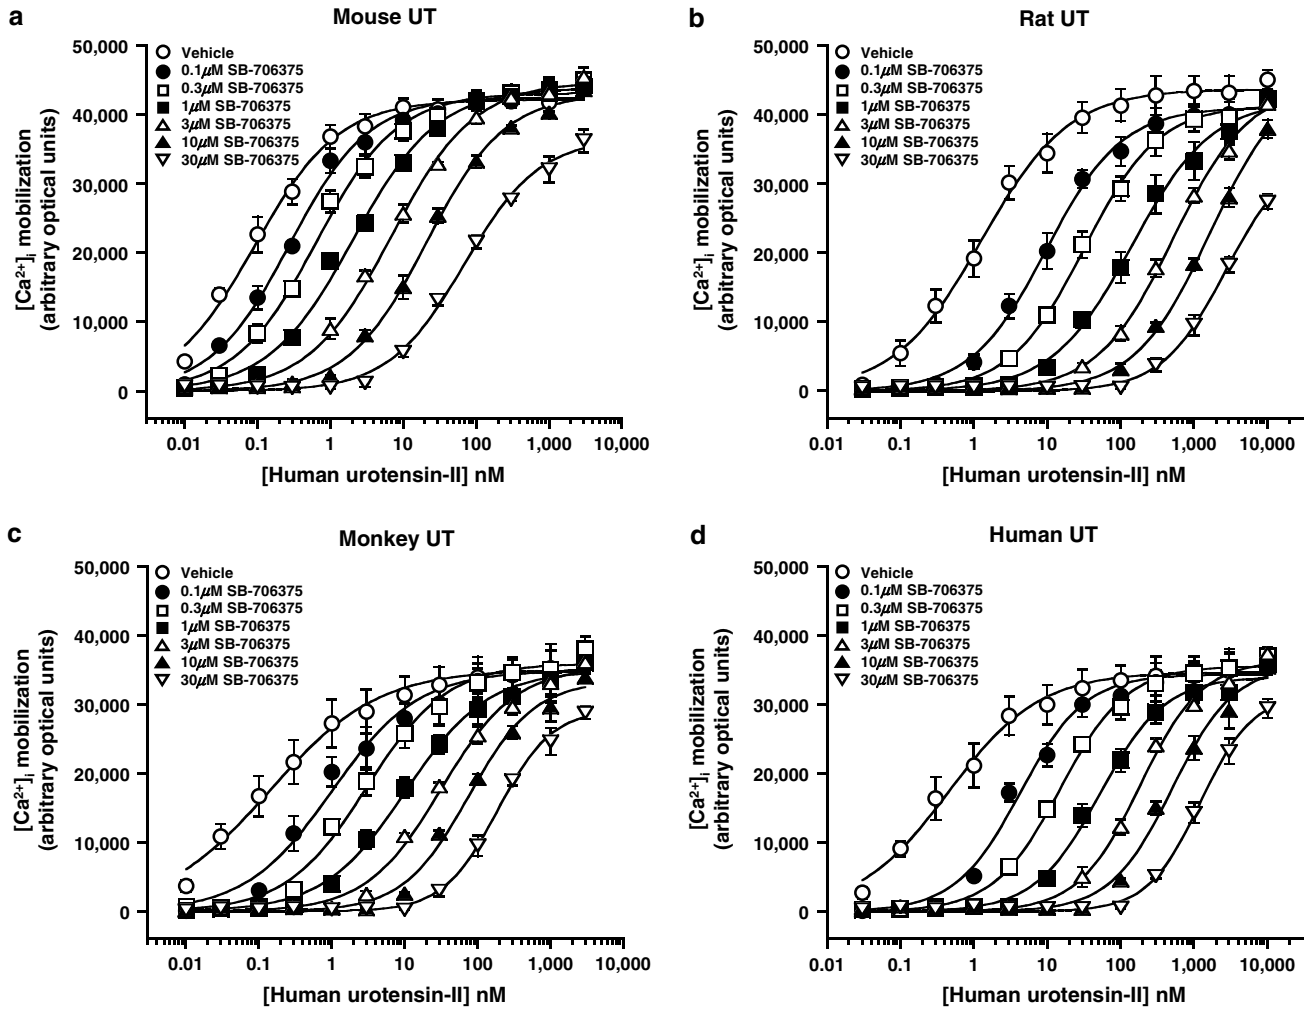 a
Mouse UT
50,000
40,000
30,000
20,000
10,000
0
[Ca²⁺]ᵢ mobilization
(arbitrary optical units)
Vehicle
0.1μM SB-706375
0.3μM SB-706375
1μM SB-706375
3μM SB-706375
10μM SB-706375
30μM SB-706375
0.01 0.1 1 10 100 1,000 10,000
[Human urotensin-II] nM
b
Rat UT
50,000
40,000
30,000
20,000
10,000
0
[Ca²⁺]ᵢ mobilization
(arbitrary optical units)
Vehicle
0.1μM SB-706375
0.3μM SB-706375
1μM SB-706375
3μM SB-706375
10μM SB-706375
30μM SB-706375
0.01 0.1 1 10 100 1,000 10,000
[Human urotensin-II] nM
c
Monkey UT
50,000
40,000
30,000
20,000
10,000
0
[Ca²⁺]ᵢ mobilization
(arbitrary optical units)
Vehicle
0.1μM SB-706375
0.3μM SB-706375
1μM SB-706375
3μM SB-706375
10μM SB-706375
30μM SB-706375
0.01 0.1 1 10 100 1,000 10,000
[Human urotensin-II] nM
d
Human UT
50,000
40,000
30,000
20,000
10,000
0
[Ca²⁺]ᵢ mobilization
(arbitrary optical units)
Vehicle
0.1μM SB-706375
0.3μM SB-706375
1μM SB-706375
3μM SB-706375
10μM SB-706375
30μM SB-706375
0.01 0.1 1 10 100 1,000 10,000
[Human urotensin-II] nM